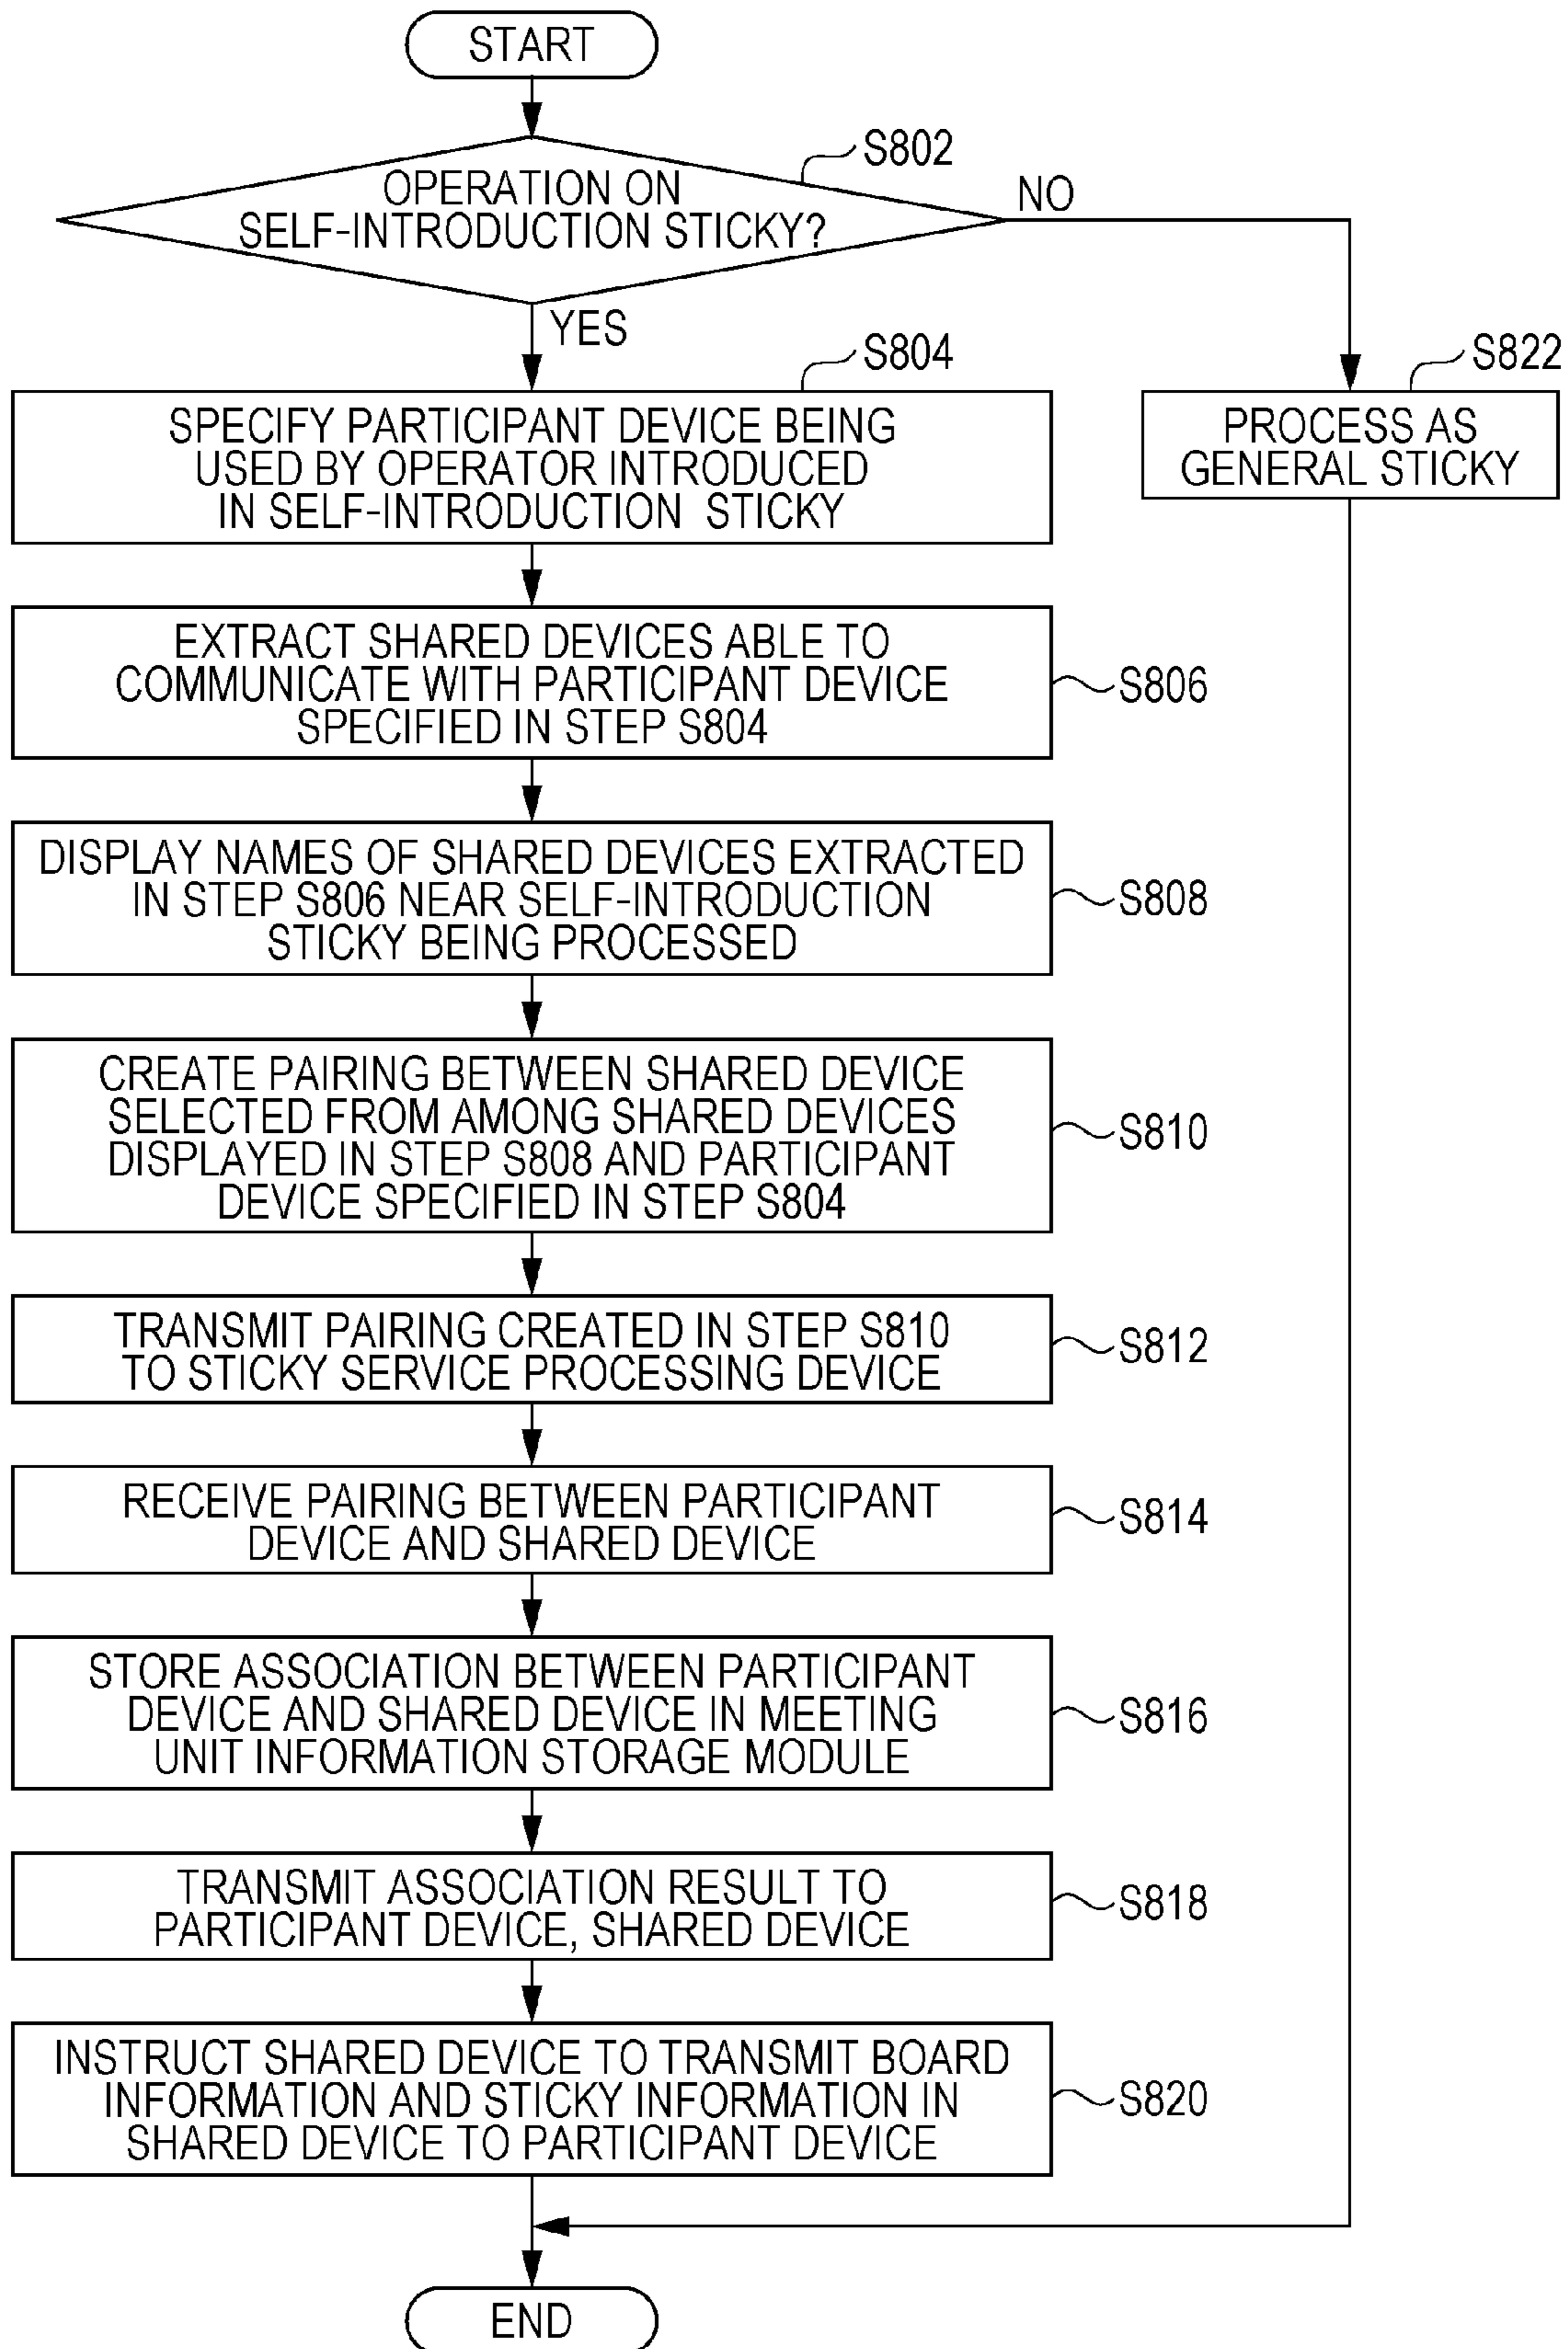 START
S802
OPERATION ON
SELF-INTRODUCTION STICKY?
NO
YES
S804
SPECIFY PARTICIPANT DEVICE BEING
USED BY OPERATOR INTRODUCED
IN SELF-INTRODUCTION STICKY
S822
PROCESS AS
GENERAL STICKY
EXTRACT SHARED DEVICES ABLE TO
COMMUNICATE WITH PARTICIPANT DEVICE
SPECIFIED IN STEP S804
S806
DISPLAY NAMES OF SHARED DEVICES EXTRACTED
IN STEP S806 NEAR SELF-INTRODUCTION
STICKY BEING PROCESSED
S808
CREATE PAIRING BETWEEN SHARED DEVICE
SELECTED FROM AMONG SHARED DEVICES
DISPLAYED IN STEP S808 AND PARTICIPANT
DEVICE SPECIFIED IN STEP S804
S810
TRANSMIT PAIRING CREATED IN STEP S810
TO STICKY SERVICE PROCESSING DEVICE
S812
RECEIVE PAIRING BETWEEN PARTICIPANT
DEVICE AND SHARED DEVICE
S814
STORE ASSOCIATION BETWEEN PARTICIPANT
DEVICE AND SHARED DEVICE IN MEETING
UNIT INFORMATION STORAGE MODULE
S816
TRANSMIT ASSOCIATION RESULT TO
PARTICIPANT DEVICE, SHARED DEVICE
S818
INSTRUCT SHARED DEVICE TO TRANSMIT BOARD
INFORMATION AND STICKY INFORMATION IN
SHARED DEVICE TO PARTICIPANT DEVICE
S820
END